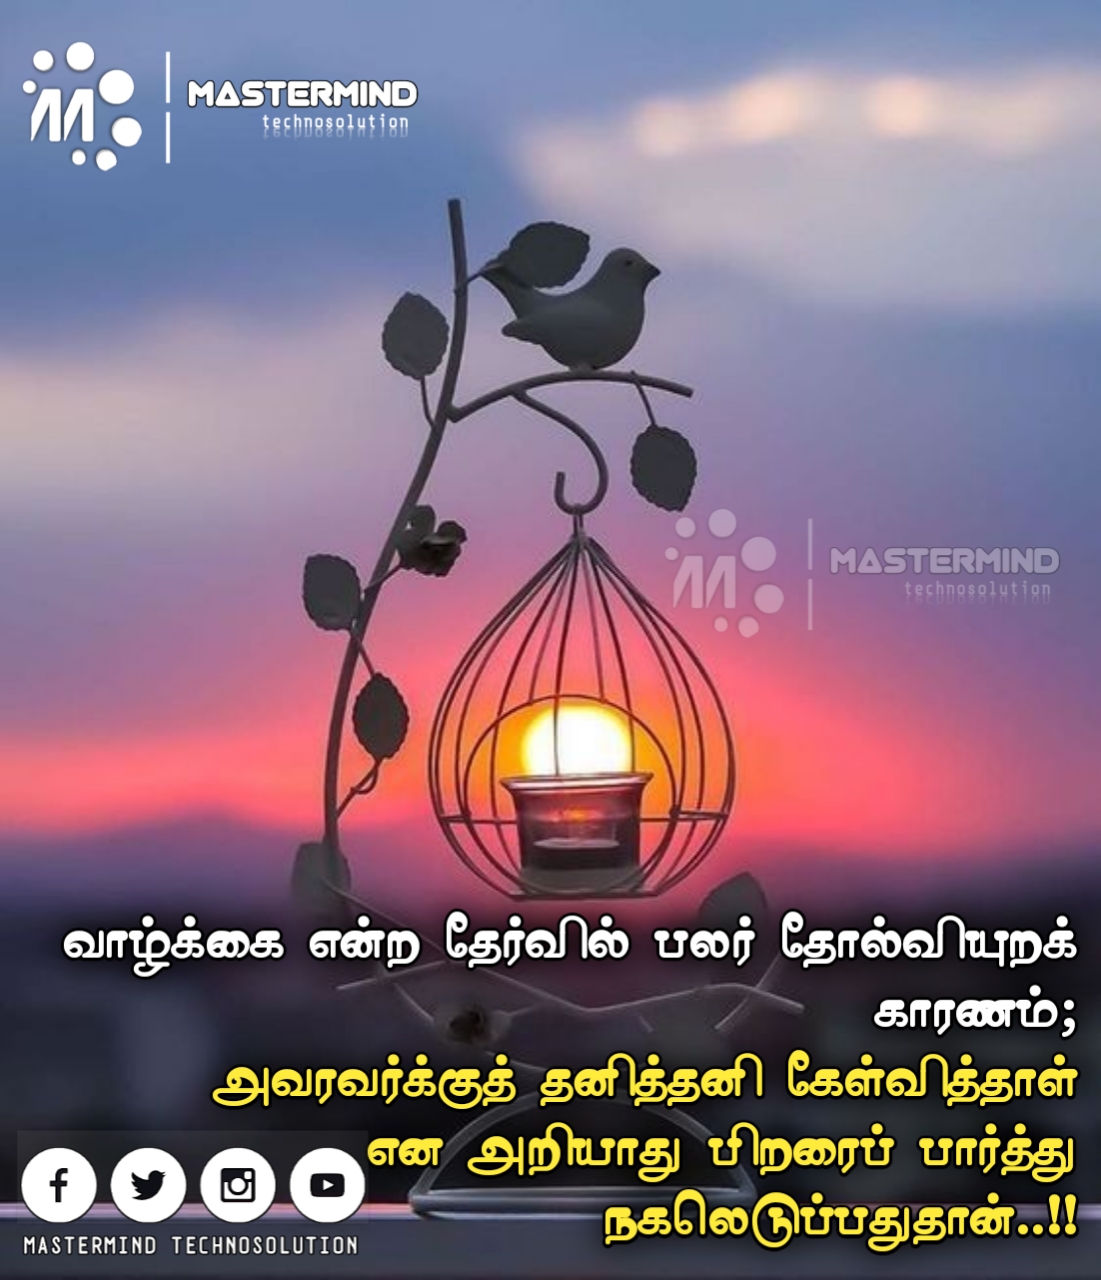 MASTERMIND
technosolution
MASTERMIND
technosolution
வாழ்க்கை என்ற தேர்வில் பலர் தோல்வியுறக்
காரணம்;
அவரவர்க்குத் தனித்தனி கேள்வித்தாள்
என அறியாது பிறரைப் பார்த்து
நகலெடுப்பதுதான்..!!
MASTERMIND TECHNOSOLUTION